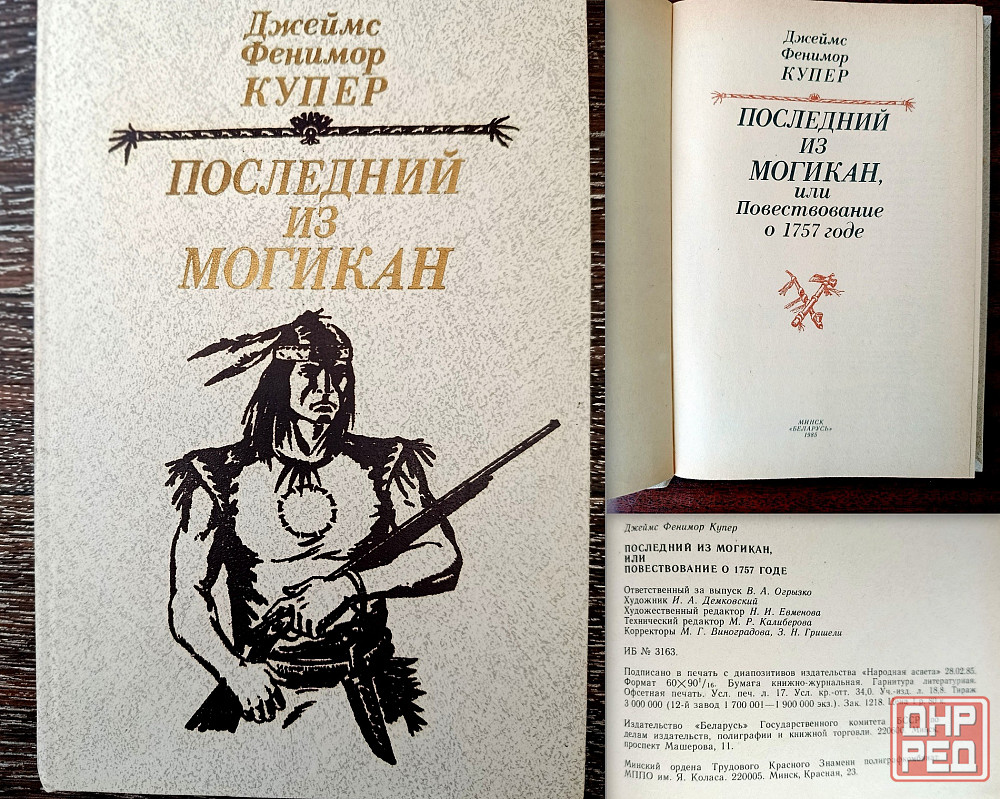 Джеймс
Фенимор
КУПЕР
ПОСЛЕДНИЙ
ИЗ
МОГИКАН
Джеймс
Фенимор
КУПЕР
ПОСЛЕДНИЙ
ИЗ
МОГИКАН,
или
Повествование
о 1757 годе
МИНСК
«БЕЛАРУСЬ»
1985
Джеймс Фенимор Купер
ПОСЛЕДНИЙ ИЗ МОГИКАН,
ИЛИ
ПОВЕСТВОВАНИЕ О 1757 ГОДЕ
Ответственный за выпуск В. А. Огрызко
Художник И. А. Демковский
Художественный редактор Н. И. Евменова
Технический редактор М. Р. Калиберова
Корректоры М. Г. Виноградова, З. Н. Гришели
ИБ № 3163.
Подписано в печать с диапозитивов издательства «Народная асвета» 28.02.85.
Формат 60×90¹/₁₆. Бумага книжно-журнальная. Гарнитура литературная.
Офсетная печать. Усл. печ. л. 17. Усл. кр.-отт. 34,0. Уч.-изд. л. 18,8. Тираж
3 000 000 (12-й завод 1 700 001—1 900 000 экз.). Зак. 1218.
Издательство «Беларусь» Государственного комитета БССР по
делам издательств, полиграфии и книжной торговли. 220600 Минск,
проспект Машерова, 11.
Минский ордена Трудового Красного Знамени
МППО им. Я. Коласа. 220005. Минск, Красная, 23.
ДНР
РЕД